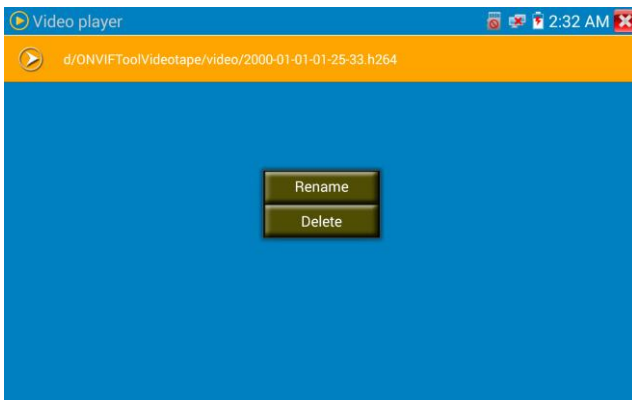 Video player
2:32 AM
d/ONVIFToolVideotape/video/2000-01-01-01-25-33.h264
Rename
Delete